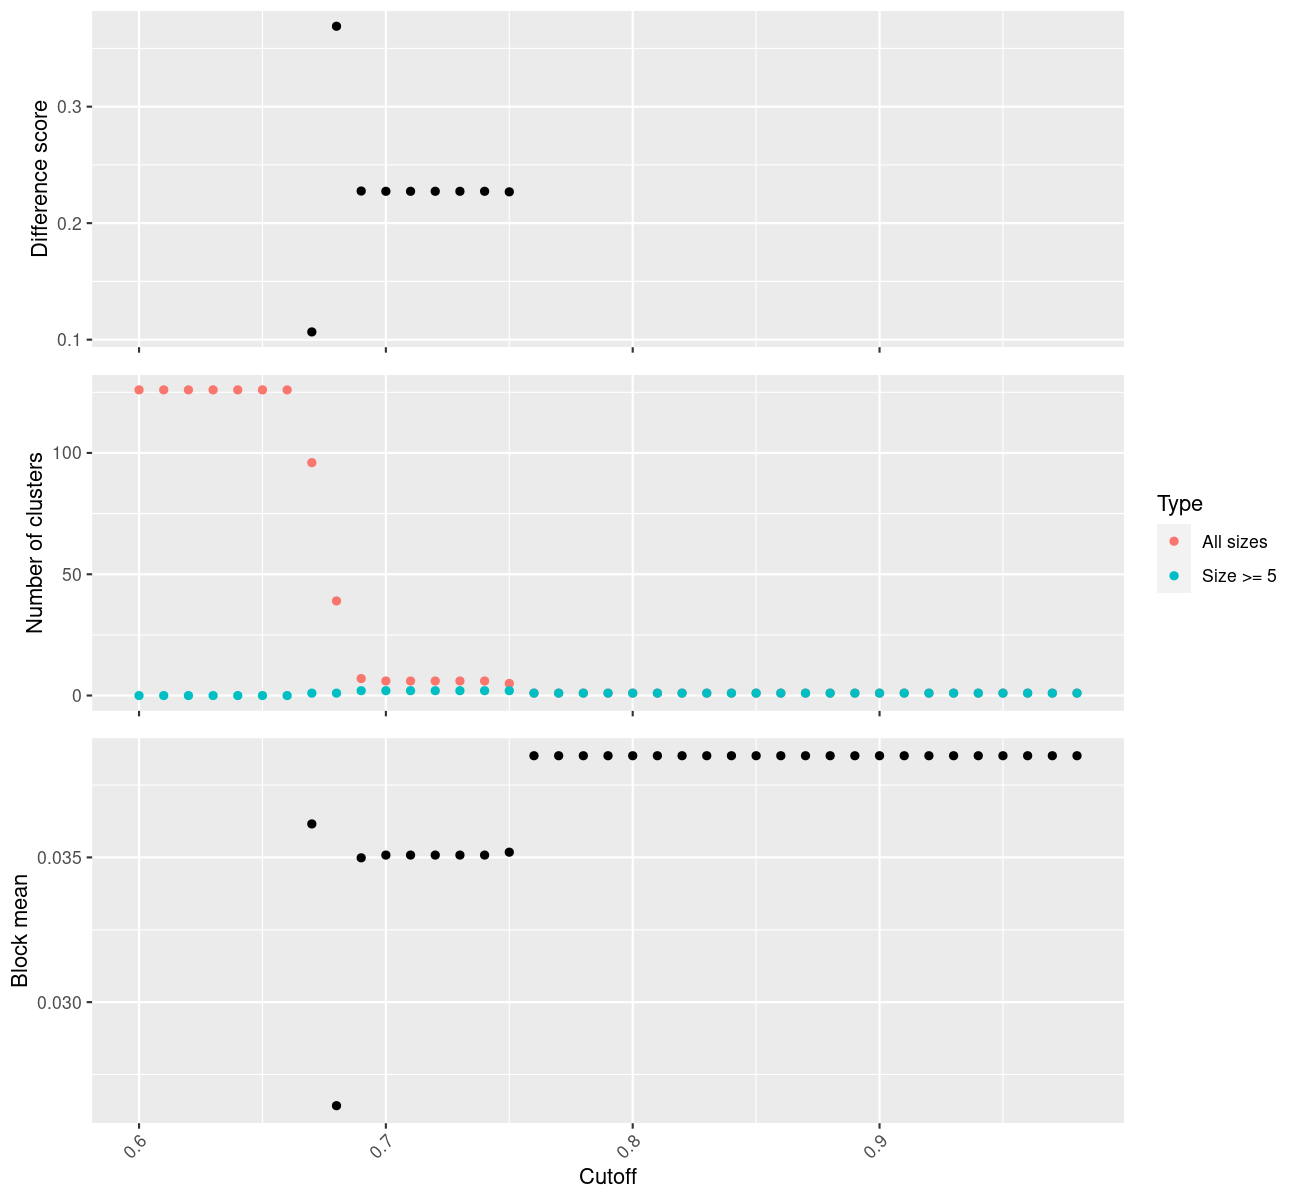 Difference score
0.3
0.2
0.1
Number of clusters
100
50
0
Type
All sizes
Size >= 5
Block mean
0.035
0.030
0.6
0.7
0.8
0.9
Cutoff